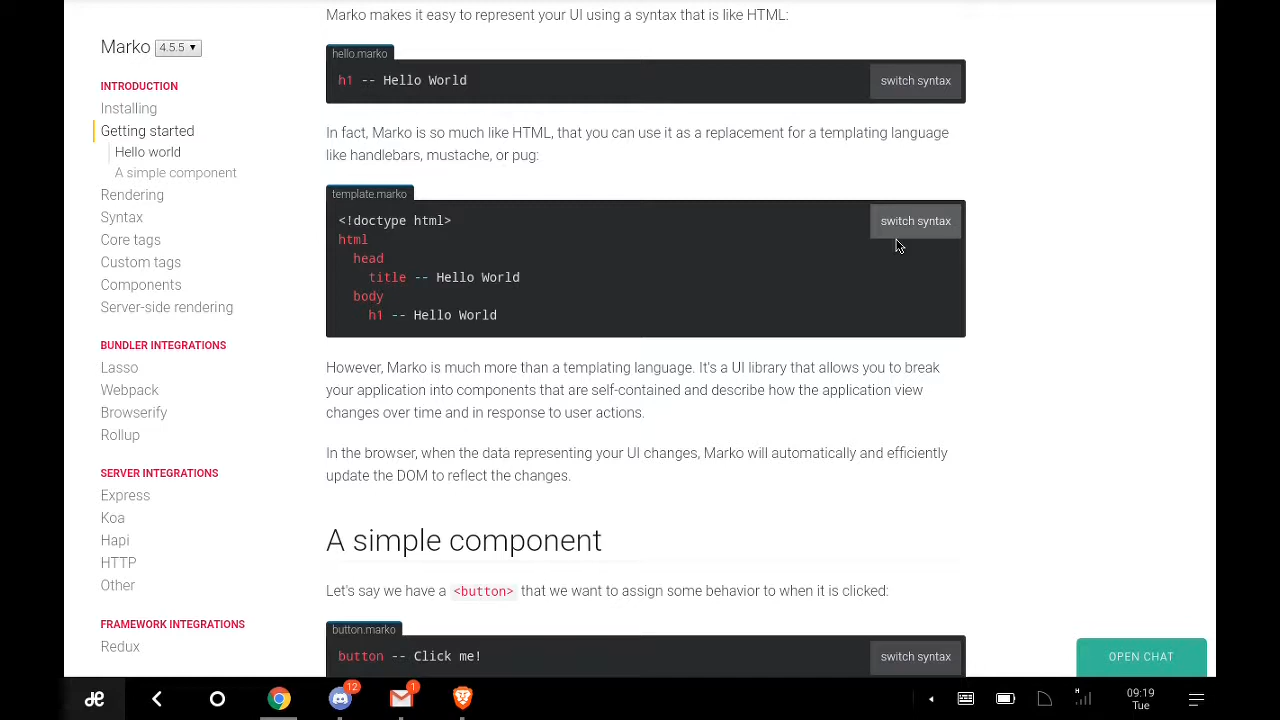 Marko 4.5.5 ▼
INTRODUCTION
Installing
Getting started
Hello world
A simple component
Rendering
Syntax
Core tags
Custom tags
Components
Server-side rendering
BUNDLER INTEGRATIONS
Lasso
Webpack
Browserify
Rollup
SERVER INTEGRATIONS
Express
Koa
Hapi
HTTP
Other
FRAMEWORK INTEGRATIONS
Redux
Marko makes it easy to represent your UI using a syntax that is like HTML:
hello.marko
h1 -- Hello World
switch syntax
In fact, Marko is so much like HTML, that you can use it as a replacement for a templating language
like handlebars, mustache, or pug:
template.marko
<!doctype html>
switch syntax
html
head
title -- Hello World
body
h1 -- Hello World
However, Marko is much more than a templating language. It's a UI library that allows you to break
your application into components that are self-contained and describe how the application view
changes over time and in response to user actions.
In the browser, when the data representing your UI changes, Marko will automatically and efficiently
update the DOM to reflect the changes.
A simple component
Let's say we have a <button> that we want to assign some behavior to when it is clicked:
button.marko
button -- Click me!
switch syntax
OPEN CHAT
12
1
H
09:19
Tue